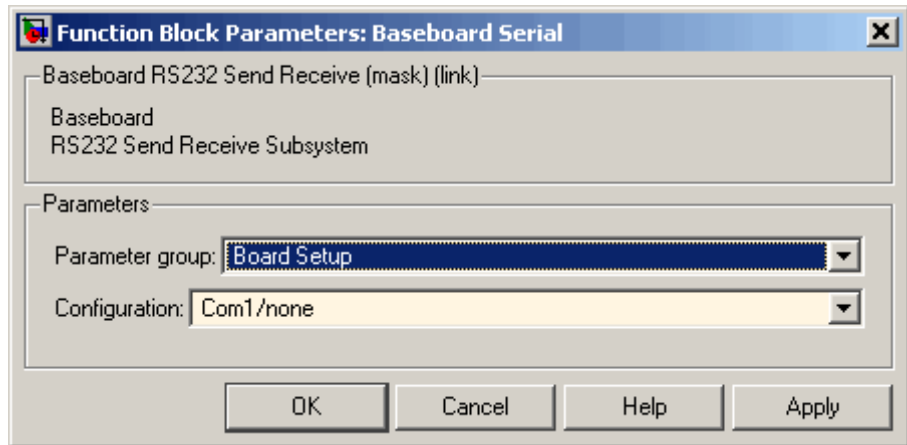 Function Block Parameters: Baseboard Serial
Baseboard RS232 Send Receive (mask) (link)
Baseboard
RS232 Send Receive Subsystem
Parameters
Parameter group: Board Setup
Configuration: Com1/none
OK Cancel Help Apply